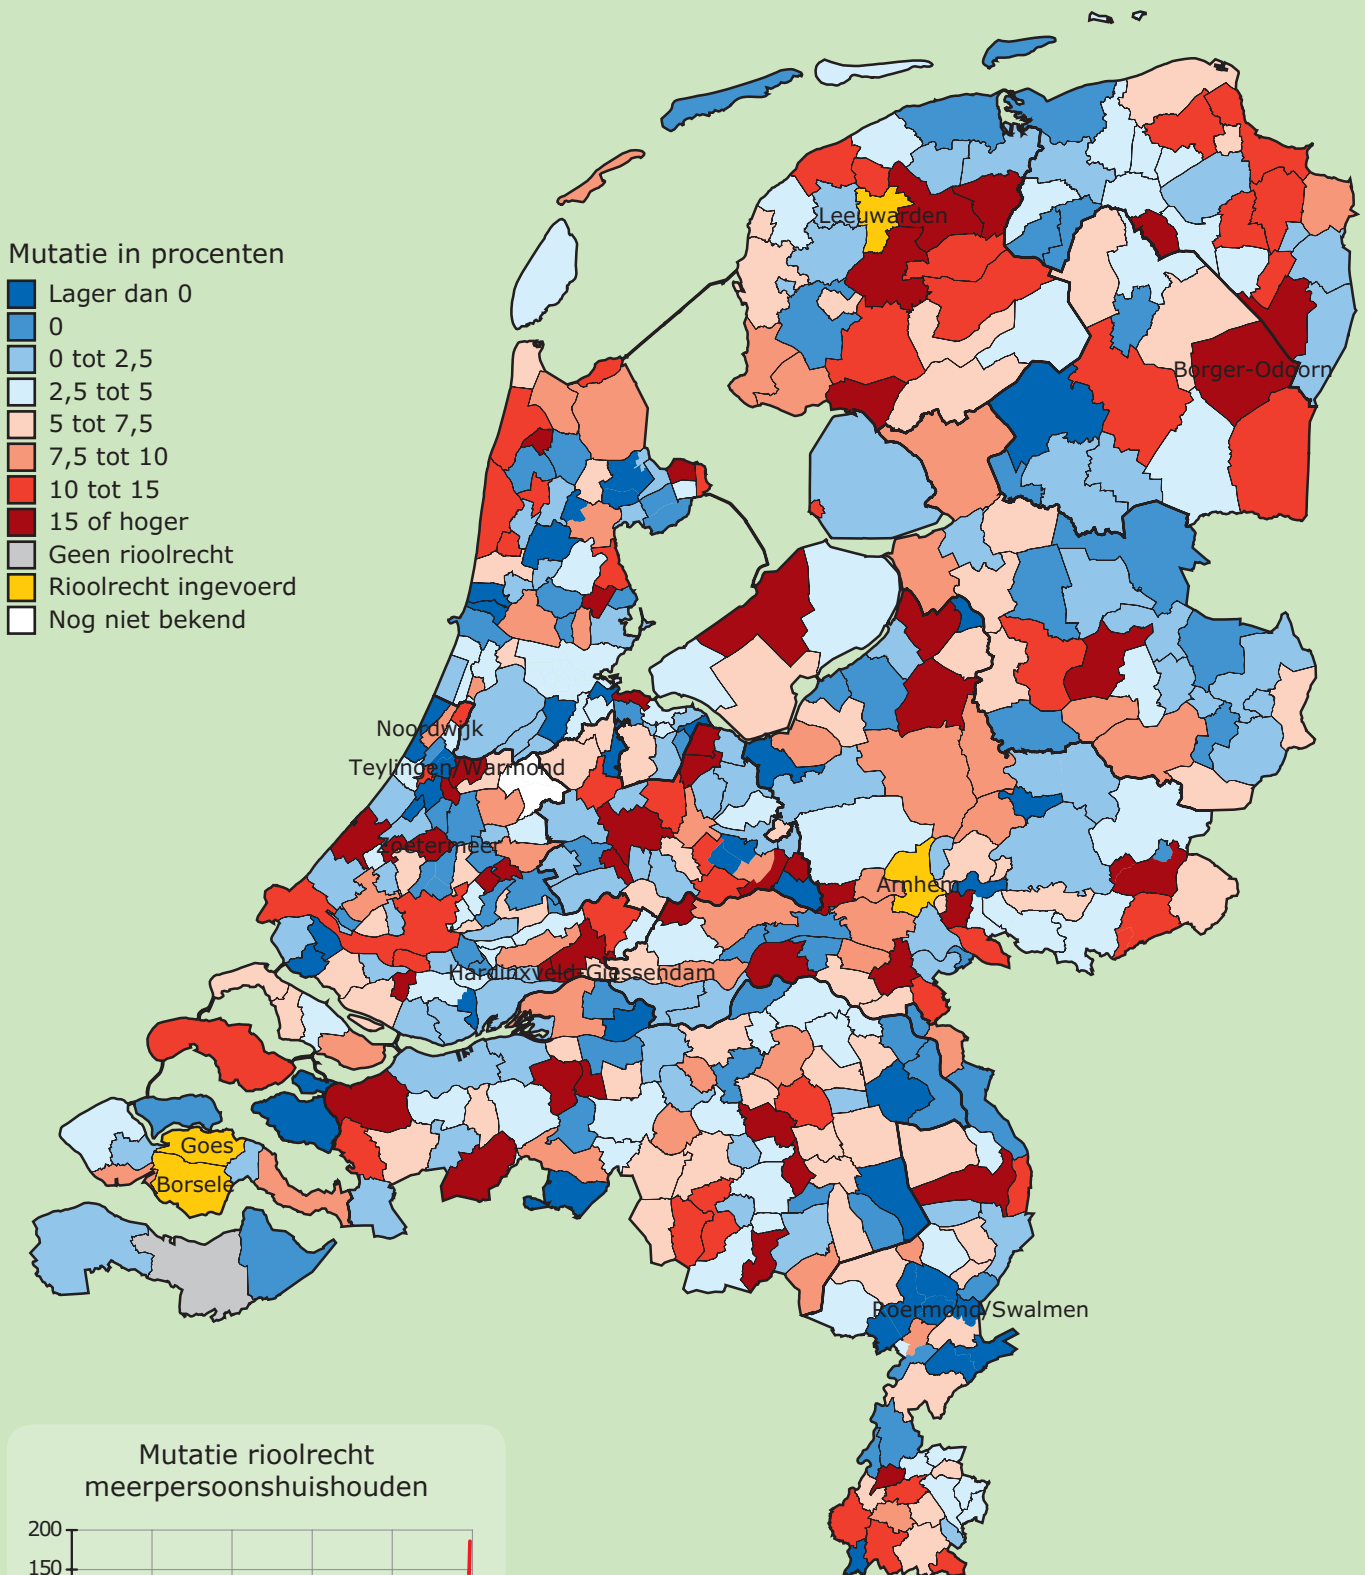 Leeuwarden
Mutatie in procenten
Lager dan 0
0
0 tot 2,5
2,5 tot 5
5 tot 7,5
7,5 tot 10
10 tot 15
15 of hoger
Geen rioolrecht
Rioolrecht ingevoerd
Nog niet bekend
Borger-Odoorn
Noordwijk
Teylingen/Warmond
Zoetermeer
Arnhem
Hardinxveld-Giessendam
Goes
Borsele
Roermond/Swalmen
Mutatie rioolrecht
meerpersoonshuishouden
200
150